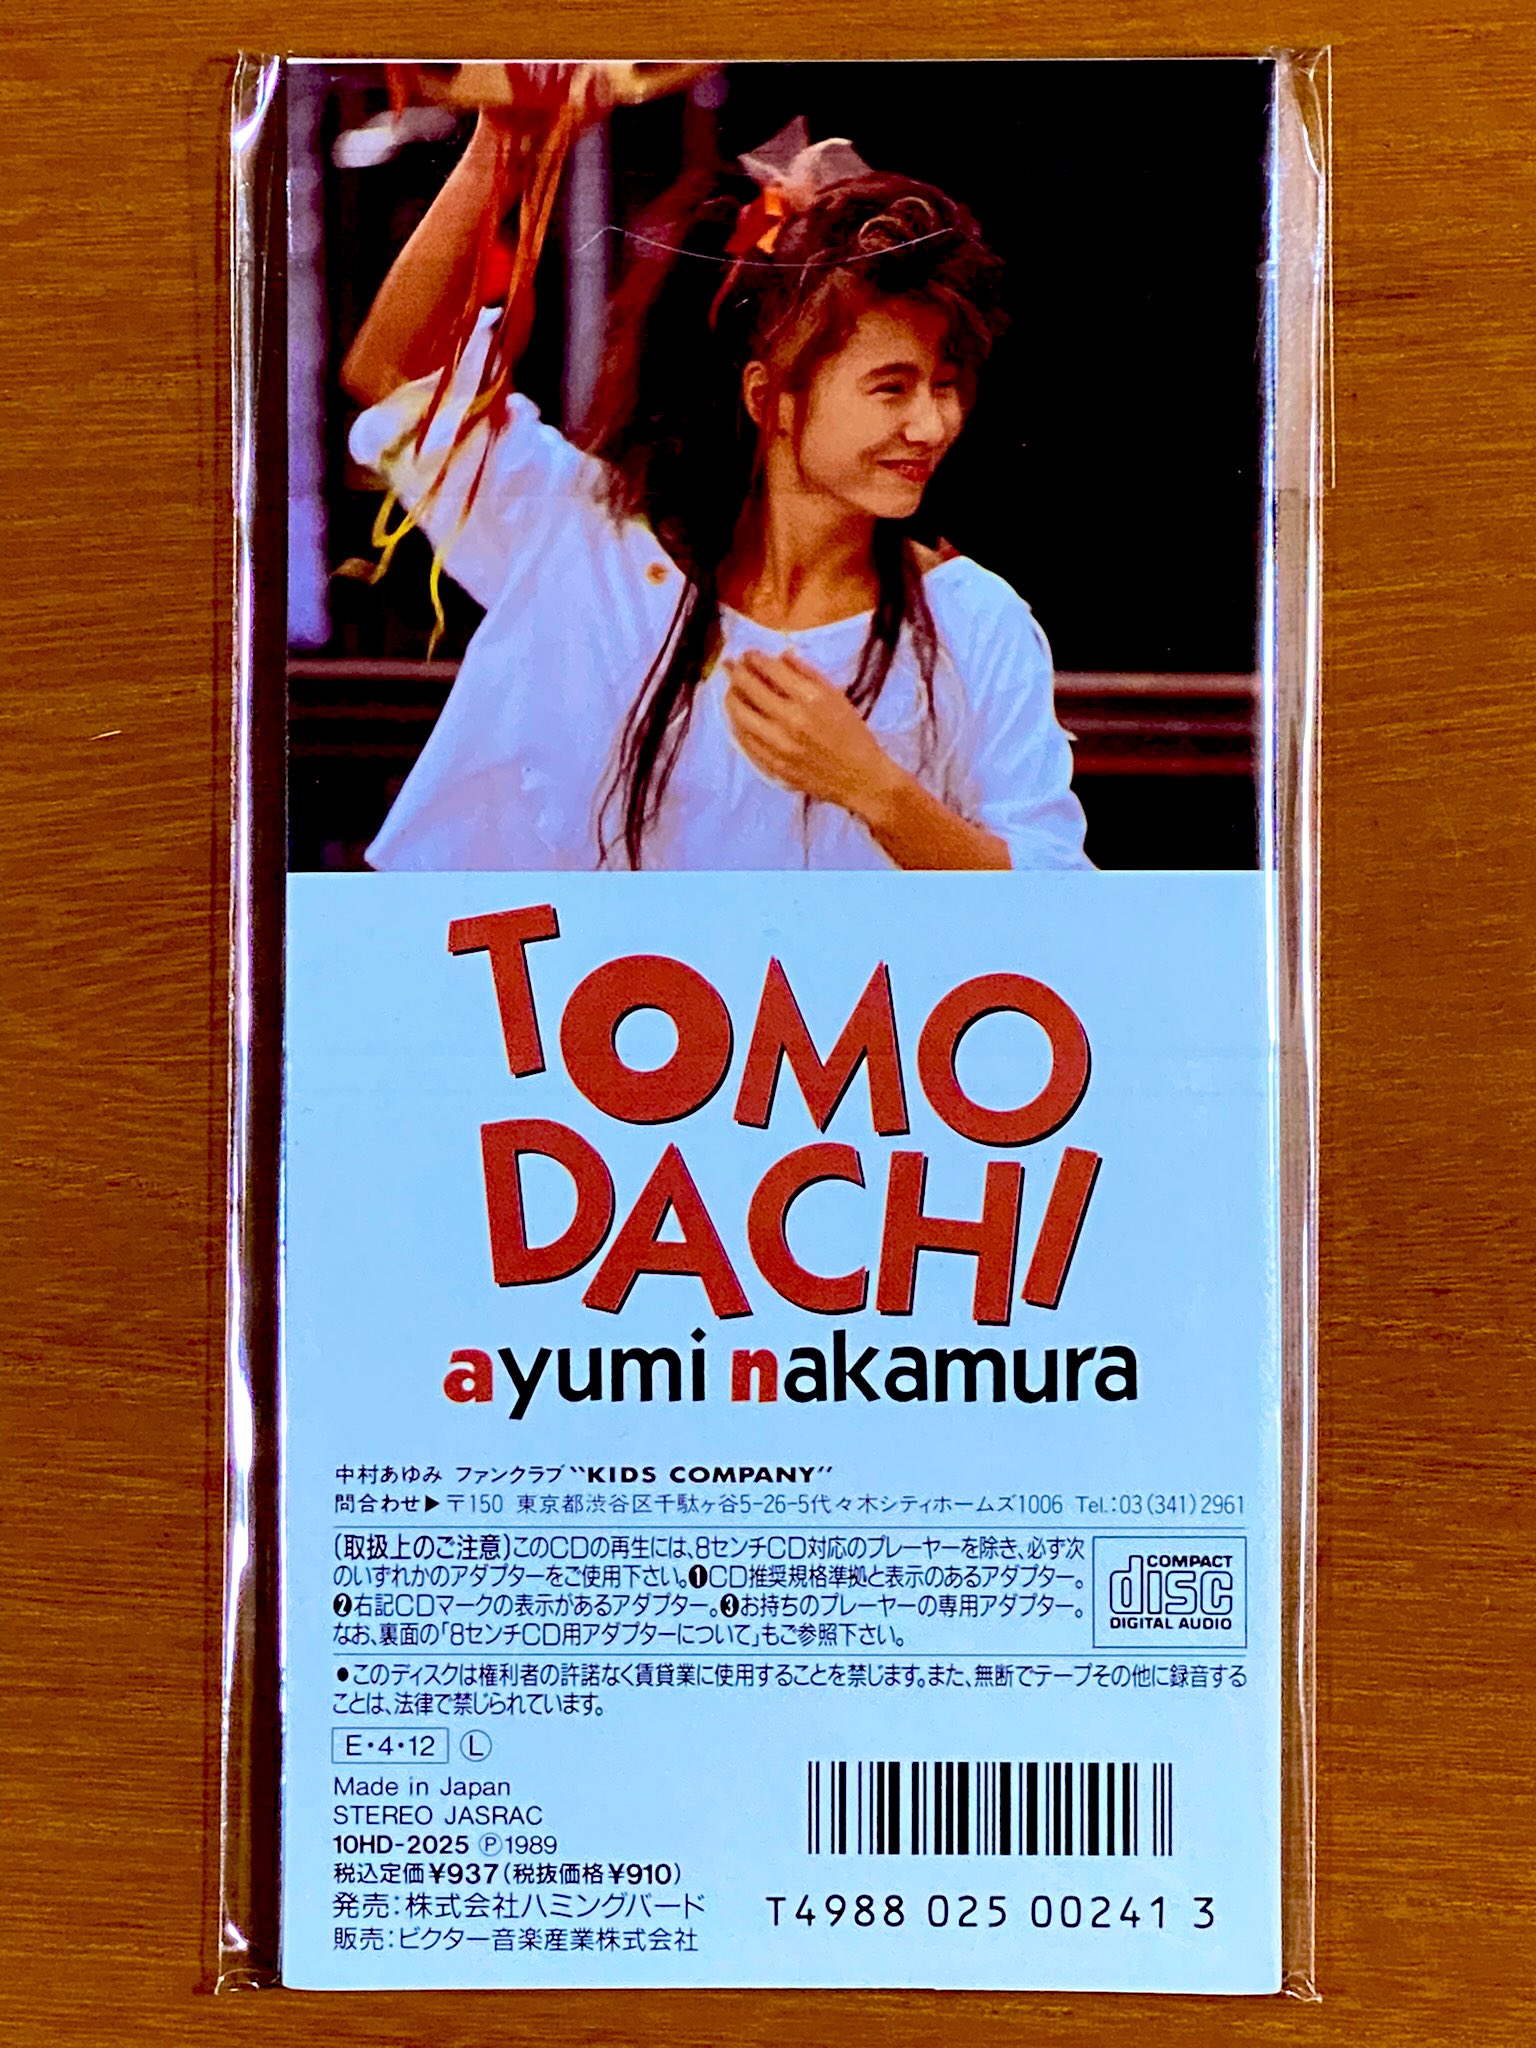 TOMO
DACHI
ayumi nakamura
中村あゆみ ファンクラブ“KIDS COMPANY”
問合わせ▶〒150 東京都渋谷区千駄ヶ谷5-26-5代々木シティホームズ1006 Tel.:03(341)2961
〔取扱上のご注意〕このCDの再生には、8センチCD対応のプレーヤーを除き、必ず次
のいずれかのアダプターをご使用下さい。❶CD推奨規格準拠と表示のあるアダプター。
❷右記CDマークの表示があるアダプター。❸お持ちのプレーヤーの専用アダプター。
なお、裏面の「8センチCD用アダプターについて」もご参照下さい。
COMPACT
disc
DIGITAL AUDIO
●このディスクは権利者の許諾なく賃貸業に使用することを禁じます。また、無断でテープその他に録音する
ことは、法律で禁じられています。
E・4・12 Ⓛ
Made in Japan
STEREO JASRAC
10HD-2025 Ⓟ1989
税込定価¥937(税抜価格¥910)
発売:株式会社ハミングバード
販売:ビクター音楽産業株式会社
T4988 025 00241 3